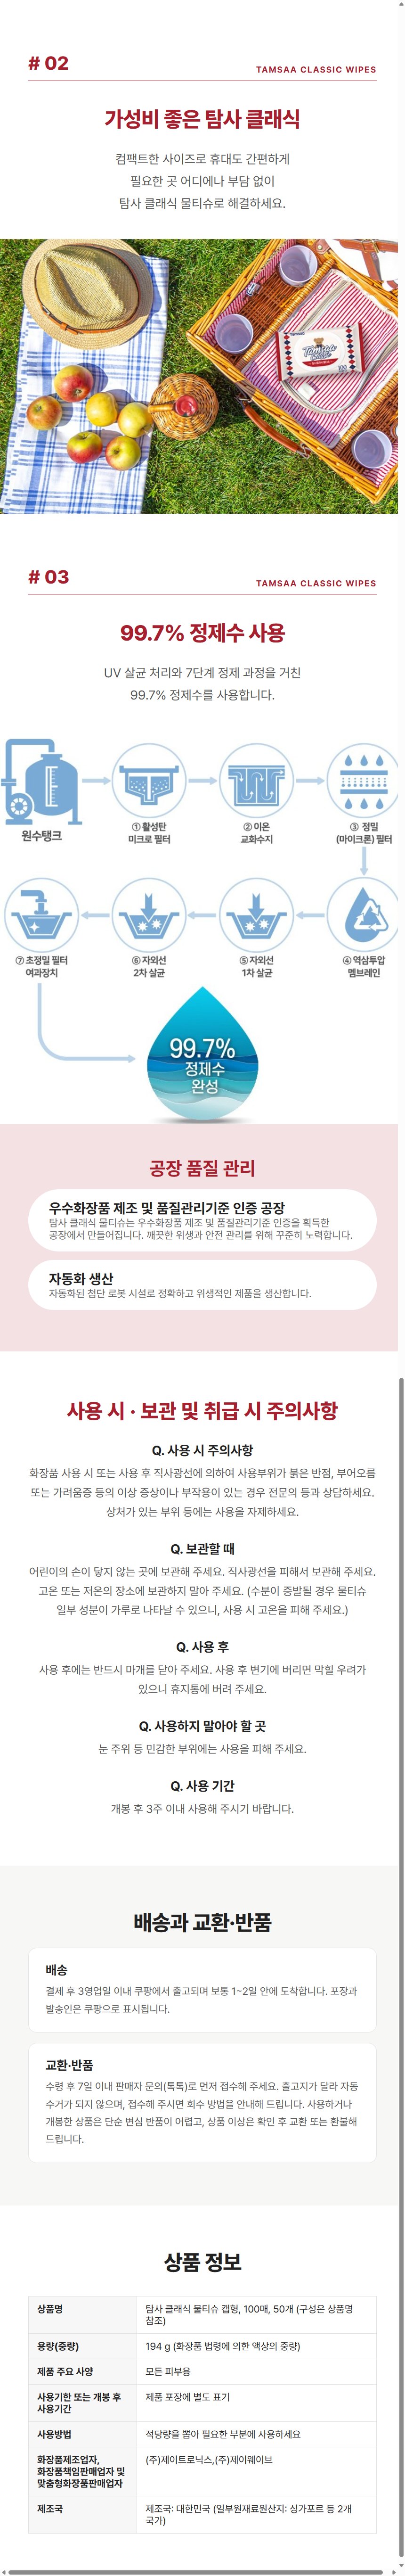 # 02
TAMSAA CLASSIC WIPES
가성비 좋은 탐사 클래식
컴팩트한 사이즈로 휴대도 간편하게
필요한 곳 어디에나 부담 없이
탐사 클래식 물티슈로 해결하세요.
Tamsaa
# 03
TAMSAA CLASSIC WIPES
99.7% 정제수 사용
UV 살균 처리와 7단계 정제 과정을 거친
99.7% 정제수를 사용합니다.
원수탱크
① 활성탄
미크로 필터
② 이온
교화수지
③ 정밀
(마이크론) 필터
⑦ 초정밀 필터
여과장치
⑥ 자외선
2차 살균
⑤ 자외선
1차 살균
④ 역삼투압
멤브레인
99.7%
정제수
완성
공장 품질 관리
우수화장품 제조 및 품질관리기준 인증 공장
탐사 클래식 물티슈는 우수화장품 제조 및 품질관리기준 인증을 획득한
공장에서 만들어집니다. 깨끗한 위생과 안전 관리를 위해 꾸준히 노력합니다.
자동화 생산
자동화된 첨단 로봇 시설로 정확하고 위생적인 제품을 생산합니다.
사용 시 · 보관 및 취급 시 주의사항
Q. 사용 시 주의사항
화장품 사용 시 또는 사용 후 직사광선에 의하여 사용부위가 붉은 반점, 부어오름
또는 가려움증 등의 이상 증상이나 부작용이 있는 경우 전문의 등과 상담하세요.
상처가 있는 부위 등에는 사용을 자제하세요.
Q. 보관할 때
어린이의 손이 닿지 않는 곳에 보관해 주세요. 직사광선을 피해서 보관해 주세요.
고온 또는 저온의 장소에 보관하지 말아 주세요. (수분이 증발될 경우 물티슈
일부 성분이 가루로 나타날 수 있으니, 사용 시 고온을 피해 주세요.)
Q. 사용 후
사용 후에는 반드시 마개를 닫아 주세요. 사용 후 변기에 버리면 막힐 우려가
있으니 휴지통에 버려 주세요.
Q. 사용하지 말아야 할 곳
눈 주위 등 민감한 부위에는 사용을 피해 주세요.
Q. 사용 기간
개봉 후 3주 이내 사용해 주시기 바랍니다.
배송과 교환·반품
배송
결제 후 3영업일 이내 쿠팡에서 출고되며 보통 1~2일 안에 도착합니다. 포장과
발송인은 쿠팡으로 표시됩니다.
교환·반품
수령 후 7일 이내 판매자 문의(톡톡)로 먼저 접수해 주세요. 출고지가 달라 자동
수거가 되지 않으며, 접수해 주시면 회수 방법을 안내해 드립니다. 사용하거나
개봉한 상품은 단순 변심 반품이 어렵고, 상품 이상은 확인 후 교환 또는 환불해
드립니다.
상품 정보
상품명
탐사 클래식 물티슈 캡형, 100매, 50개 (구성은 상품명
참조)
용량(중량)
194 g (화장품 법령에 의한 액상의 중량)
제품 주요 사양
모든 피부용
사용기한 또는 개봉 후
사용기간
제품 포장에 별도 표기
사용방법
적당량을 뽑아 필요한 부분에 사용하세요
화장품제조업자,
화장품책임판매업자 및
맞춤형화장품판매업자
(주)제이트로닉스,(주)제이웨이브
제조국
제조국: 대한민국 (일부원재료원산지: 싱가포르 등 2개
국가)